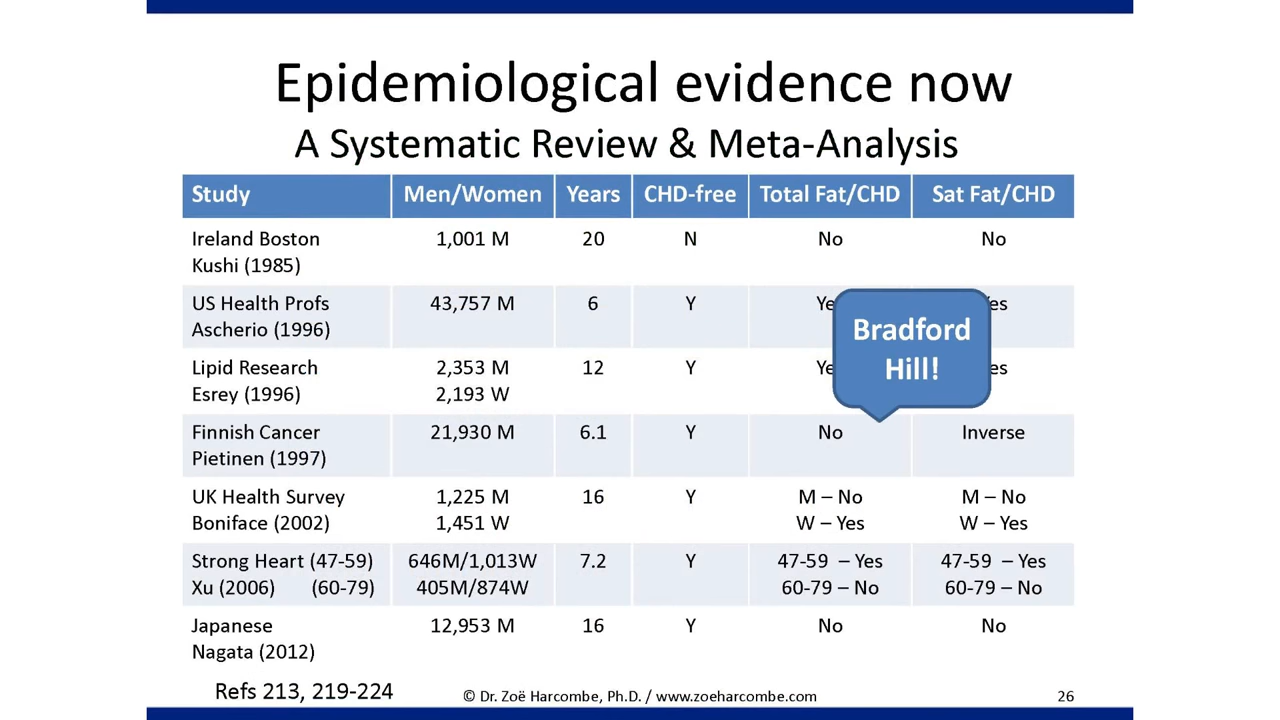 Epidemiological evidence now
A Systematic Review & Meta-Analysis
Study Men/Women Years CHD-free Total Fat/CHD Sat Fat/CHD
Ireland Boston 1,001 M 20 N No No
Kushi (1985)
US Health Profs 43,757 M 6 Y
Ascherio (1996)
Bradford
Hill!
Lipid Research 2,353 M 12 Y
Esrey (1996) 2,193 W
Finnish Cancer 21,930 M 6.1 Y No Inverse
Pietinen (1997)
UK Health Survey 1,225 M 16 Y M – No M – No
Boniface (2002) 1,451 W W – Yes W – Yes
Strong Heart (47-59) 646M/1,013W 7.2 Y 47-59 – Yes 47-59 – Yes
Xu (2006) (60-79) 405M/874W 60-79 – No 60-79 – No
Japanese 12,953 M 16 Y No No
Nagata (2012)
Refs 213, 219-224
© Dr. Zoë Harcombe, Ph.D. / www.zoeharcombe.com
26